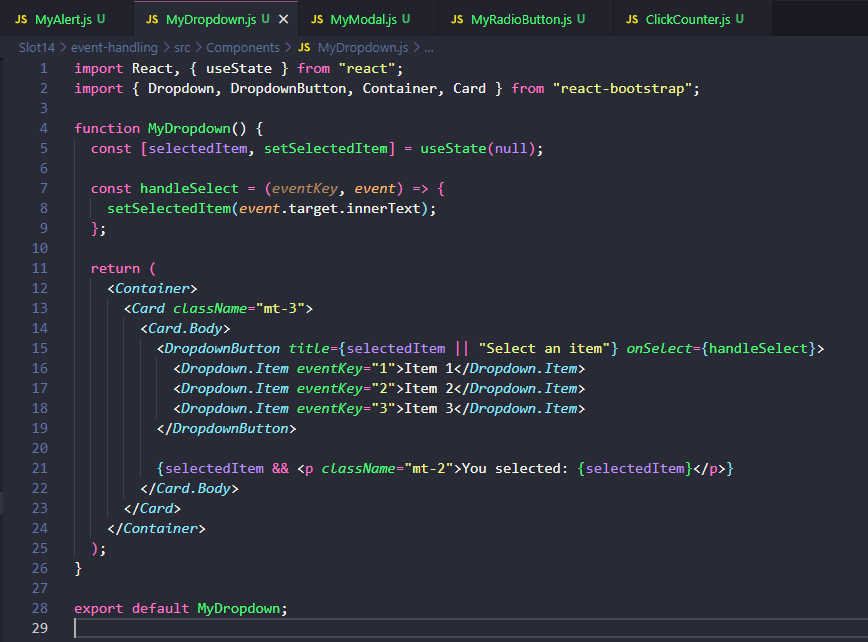 JS MyAlert.js U JS MyDropdown.js U × JS MyModal.js U JS MyRadioButton.js U JS ClickCounter.js U
Slot14 > event-handling > src > Components > JS MyDropdown.js > ...
1 import React, { useState } from "react";
2 import { Dropdown, DropdownButton, Container, Card } from "react-bootstrap";
3
4 function MyDropdown() {
5   const [selectedItem, setSelectedItem] = useState(null);
6
7   const handleSelect = (eventKey, event) => {
8     setSelectedItem(event.target.innerText);
9   };
10
11   return (
12     <Container>
13       <Card className="mt-3">
14         <Card.Body>
15           <DropdownButton title={selectedItem || "Select an item"} onSelect={handleSelect}>
16             <Dropdown.Item eventKey="1">Item 1</Dropdown.Item>
17             <Dropdown.Item eventKey="2">Item 2</Dropdown.Item>
18             <Dropdown.Item eventKey="3">Item 3</Dropdown.Item>
19           </DropdownButton>
20
21           {selectedItem && <p className="mt-2">You selected: {selectedItem}</p>}
22         </Card.Body>
23       </Card>
24     </Container>
25   );
26 }
27
28 export default MyDropdown;
29